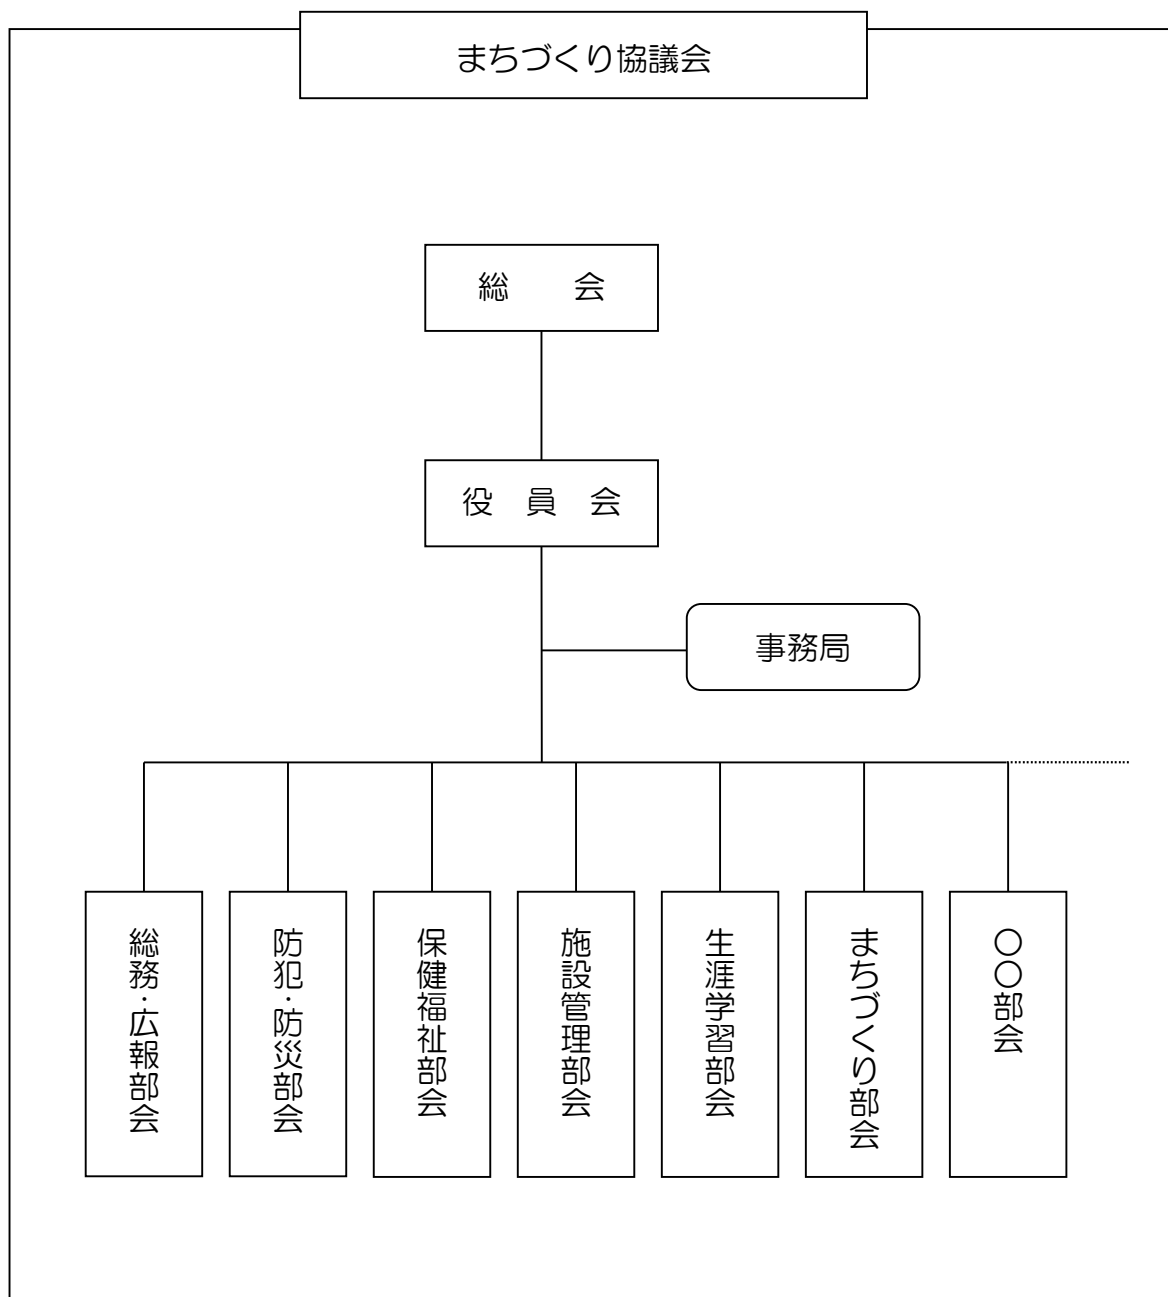 まちづくり協議会
総　　会
役　員　会
事務局
総務・広報部会
防犯・防災部会
保健福祉部会
施設管理部会
生涯学習部会
まちづくり部会
〇〇部会